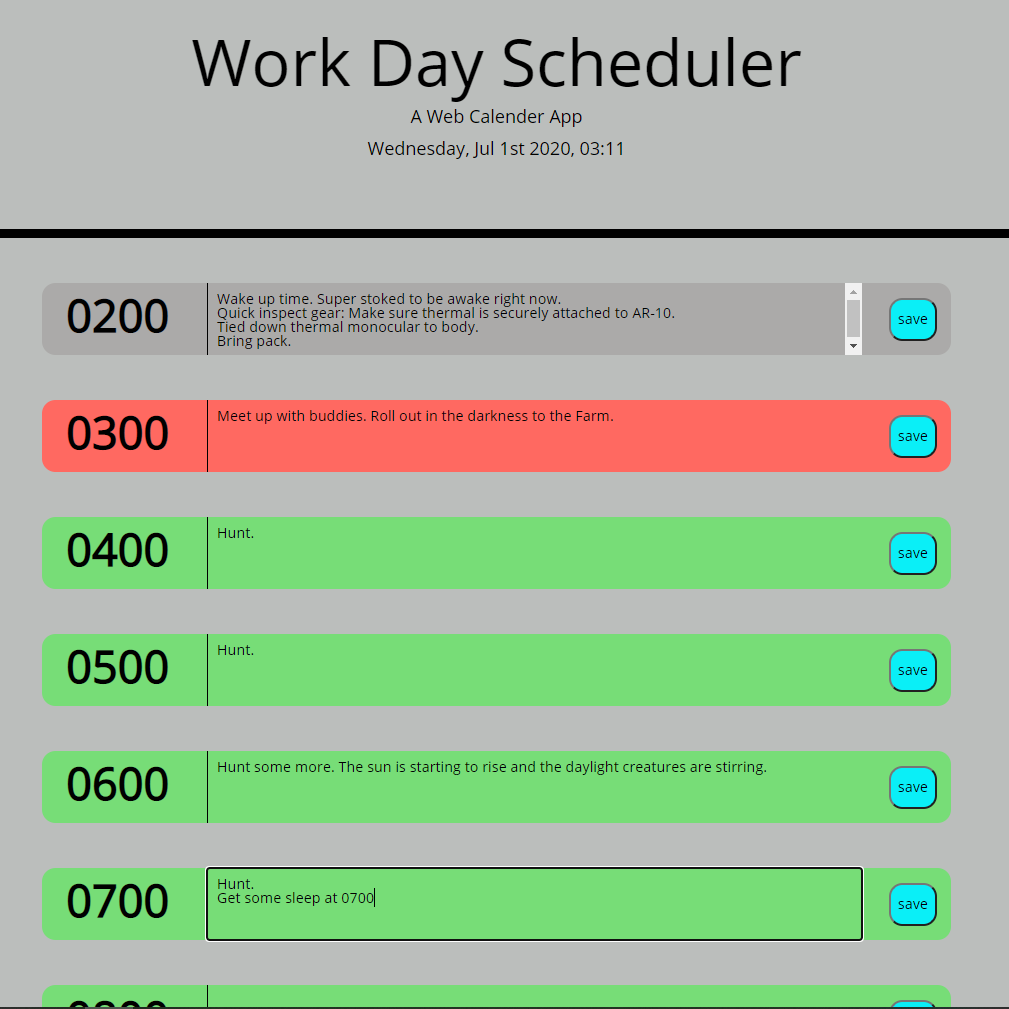 Work Day Scheduler
A Web Calender App
Wednesday, Jul 1st 2020, 03:11
0200
Wake up time. Super stoked to be awake right now.
Quick inspect gear: Make sure thermal is securely attached to AR-10.
Tied down thermal monocular to body.
Bring pack.
save
0300
Meet up with buddies. Roll out in the darkness to the Farm.
save
0400
Hunt.
save
0500
Hunt.
save
0600
Hunt some more. The sun is starting to rise and the daylight creatures are stirring.
save
0700
Hunt.
Get some sleep at 0700
save